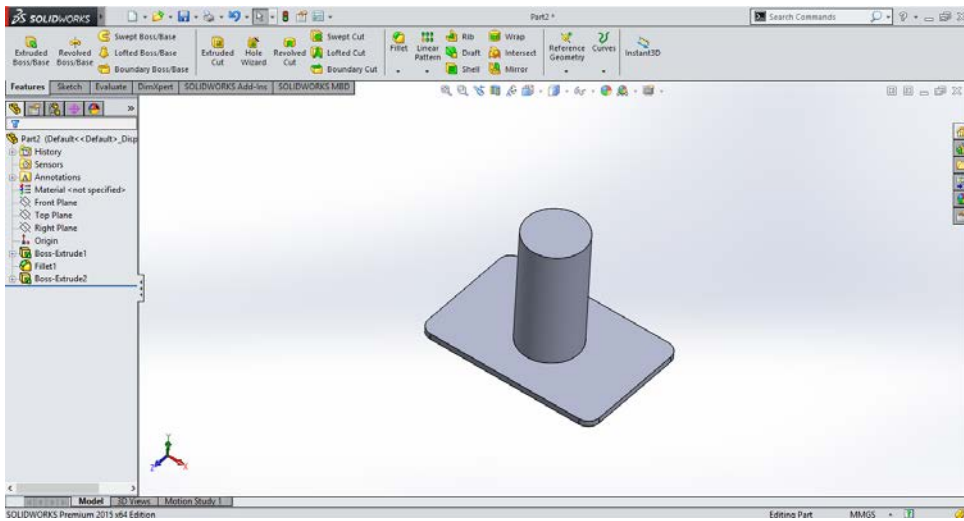 SOLIDWORKS
Part2 *
Search Commands
Extruded Boss/Base
Revolved Boss/Base
Swept Boss/Base
Lofted Boss/Base
Boundary Boss/Base
Extruded Cut
Hole Wizard
Revolved Cut
Swept Cut
Lofted Cut
Boundary Cut
Fillet
Linear Pattern
Rib
Draft
Shell
Wrap
Intersect
Mirror
Reference Geometry
Curves
Instant3D
Features Sketch Evaluate DimXpert SOLIDWORKS Add-Ins SOLIDWORKS MBD
Part2 (Default<<Default>_Disp
History
Sensors
Annotations
Material <not specified>
Front Plane
Top Plane
Right Plane
Origin
Boss-Extrude1
Fillet1
Boss-Extrude2
Y
Z
X
Model 3D Views Motion Study 1
SOLIDWORKS Premium 2015 x64 Edition
Editing Part MMGS